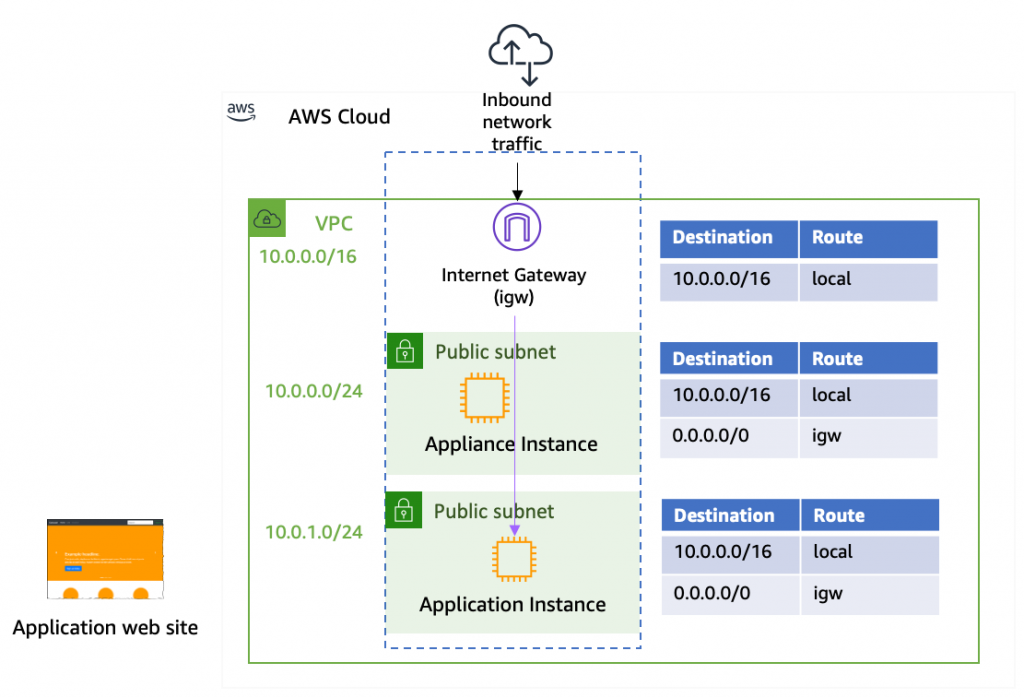 Inbound
network
traffic
aws
AWS Cloud
VPC
10.0.0.0/16
Internet Gateway
(igw)
Destination Route
10.0.0.0/16 local
Public subnet
10.0.0.0/24
Appliance Instance
Destination Route
10.0.0.0/16 local
0.0.0.0/0 igw
Public subnet
10.0.1.0/24
Application Instance
Destination Route
10.0.0.0/16 local
0.0.0.0/0 igw
Application web site